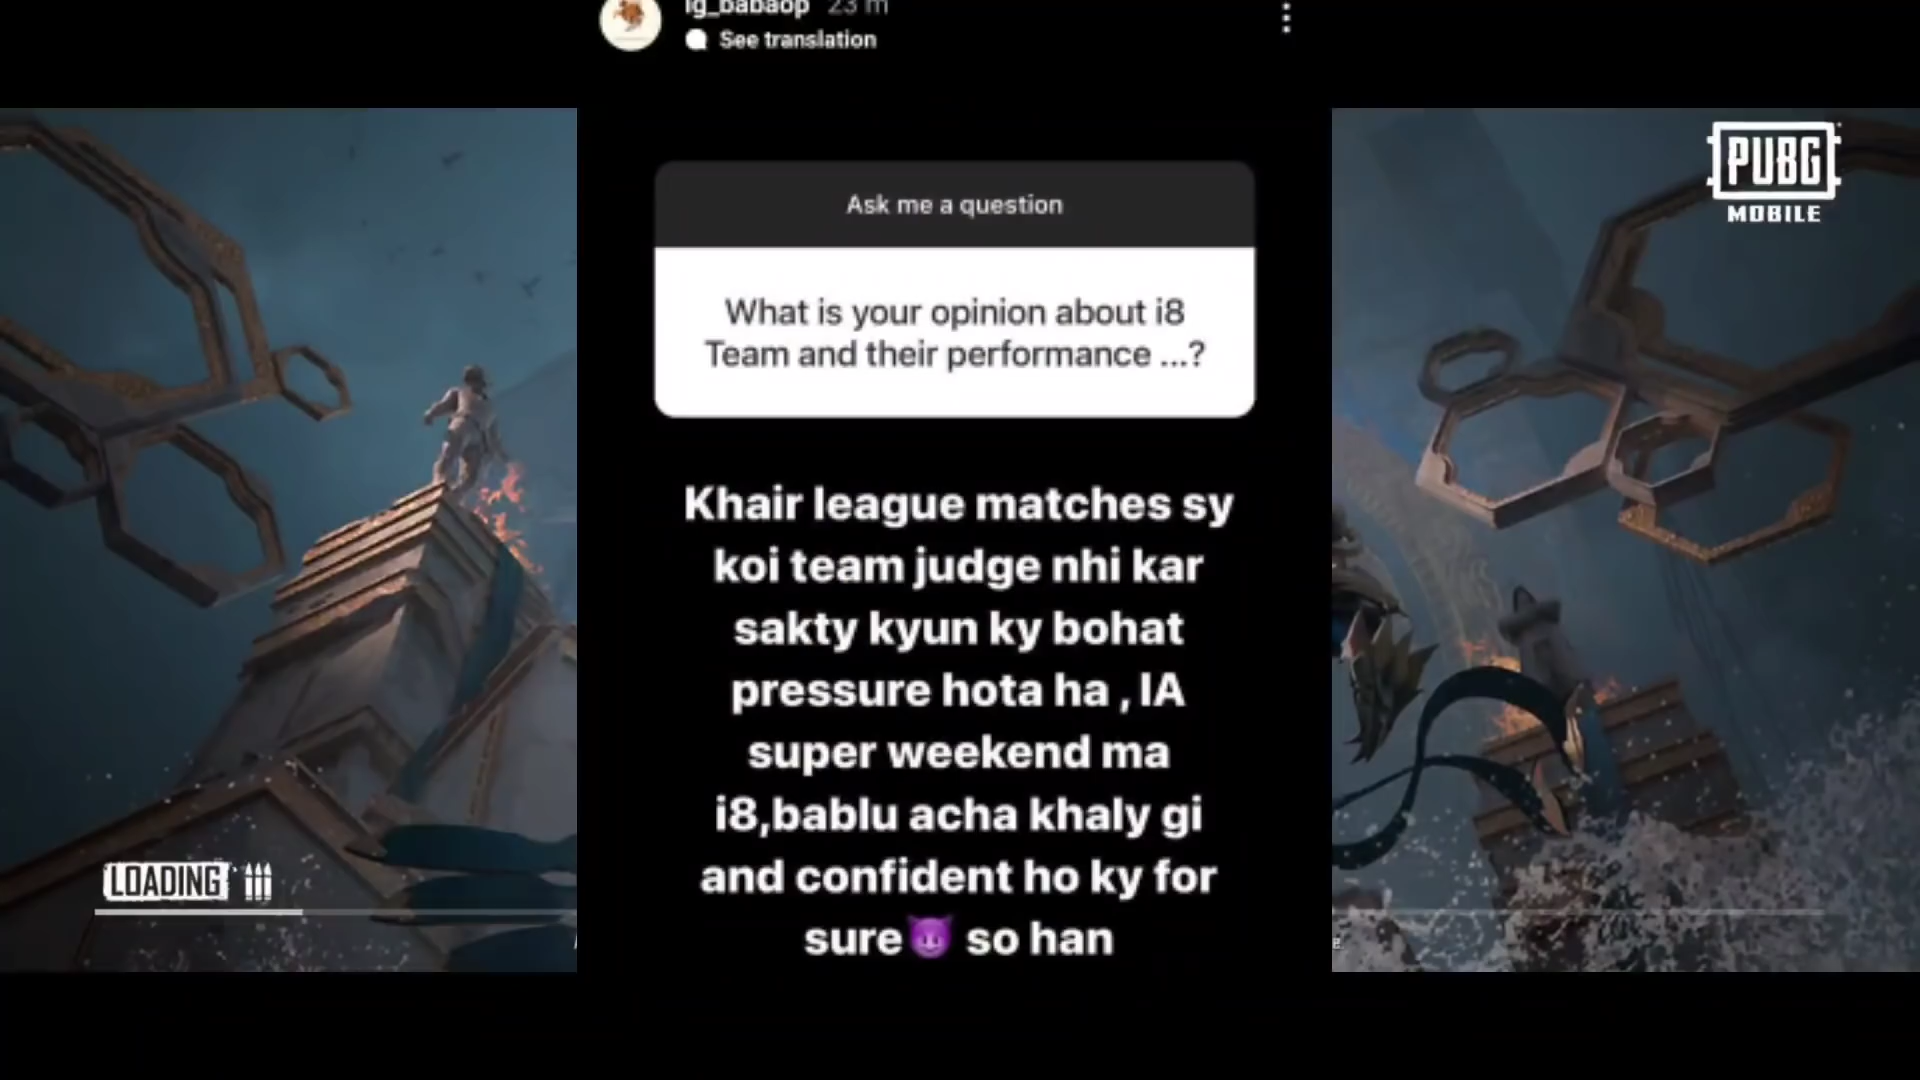 ig_babaop 23 m
See translation
Ask me a question
What is your opinion about i8
Team and their performance ...?
Khair league matches sy
koi team judge nhi kar
sakty kyun ky bohat
pressure hota ha , IA
super weekend ma
i8,bablu acha khaly gi
and confident ho ky for
sure😈 so han
PUBG
MOBILE
LOADING